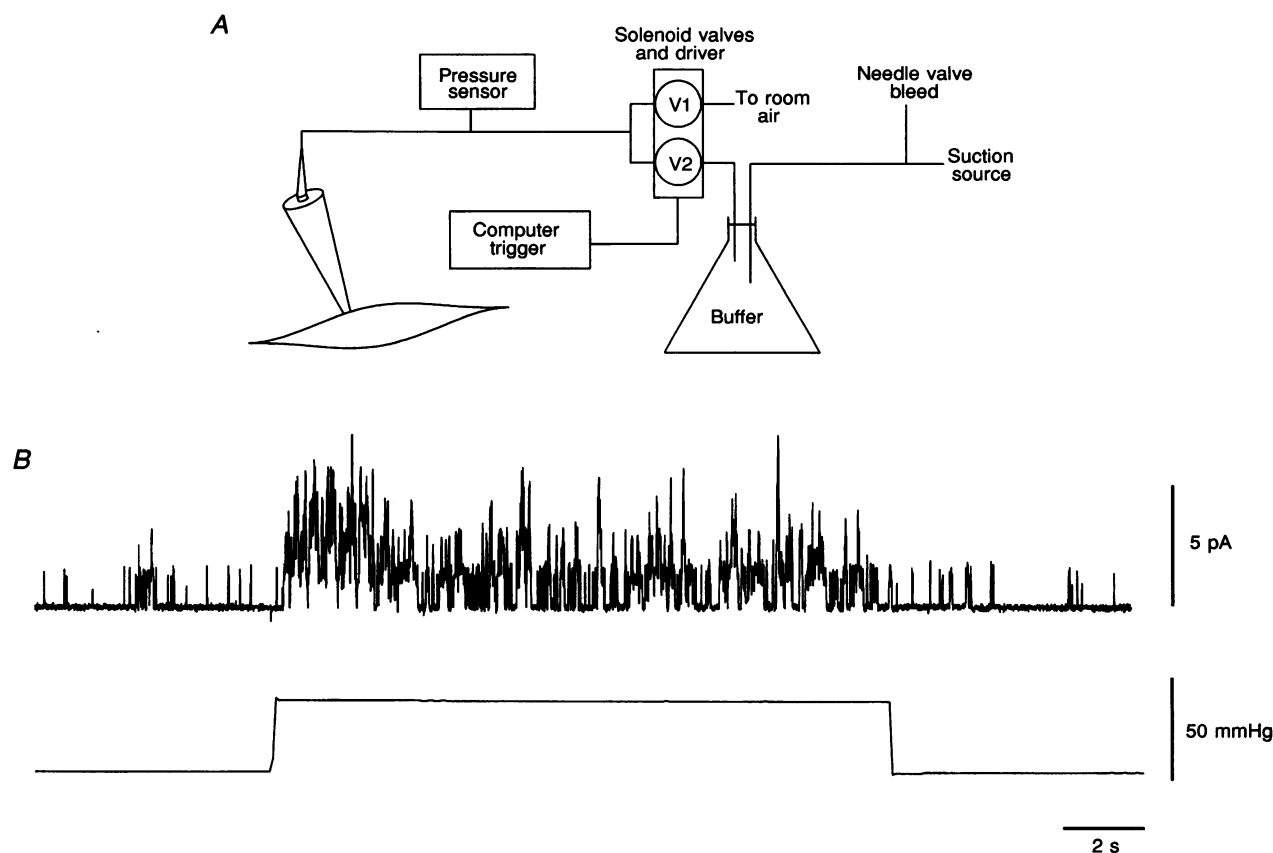 A
Solenoid valves
and driver
Pressure
sensor
V1
To room
air
Needle valve
bleed
V2
Suction
source
Computer
trigger
Buffer
B
5 pA
50 mmHg
2 s